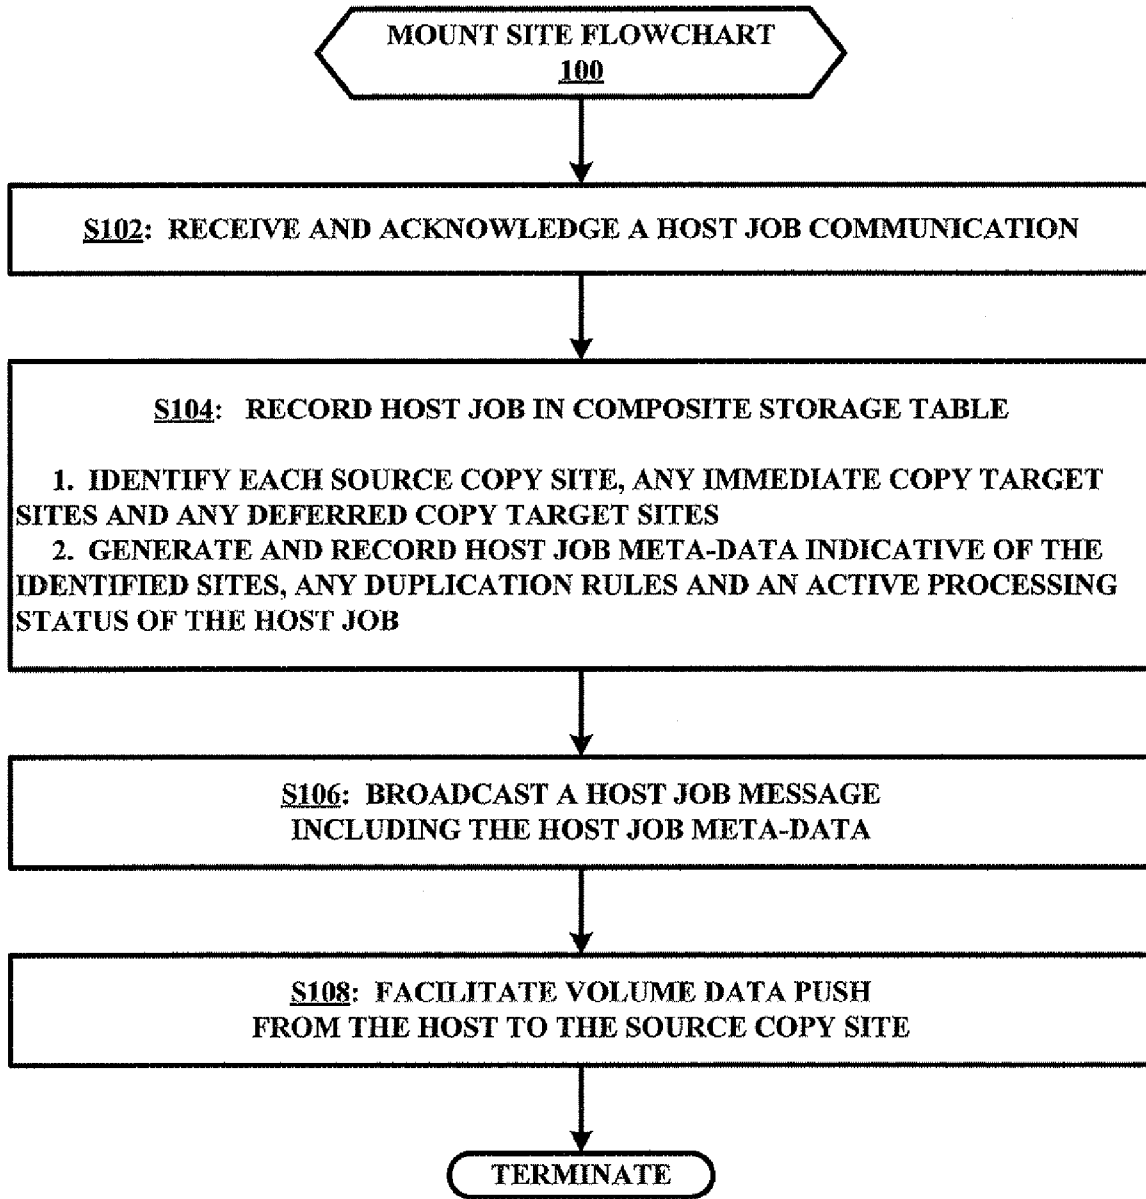 MOUNT SITE FLOWCHART
100
S102: RECEIVE AND ACKNOWLEDGE A HOST JOB COMMUNICATION
S104: RECORD HOST JOB IN COMPOSITE STORAGE TABLE
1. IDENTIFY EACH SOURCE COPY SITE, ANY IMMEDIATE COPY TARGET
SITES AND ANY DEFERRED COPY TARGET SITES
2. GENERATE AND RECORD HOST JOB META-DATA INDICATIVE OF THE
IDENTIFIED SITES, ANY DUPLICATION RULES AND AN ACTIVE PROCESSING
STATUS OF THE HOST JOB
S106: BROADCAST A HOST JOB MESSAGE
INCLUDING THE HOST JOB META-DATA
S108: FACILITATE VOLUME DATA PUSH
FROM THE HOST TO THE SOURCE COPY SITE
TERMINATE